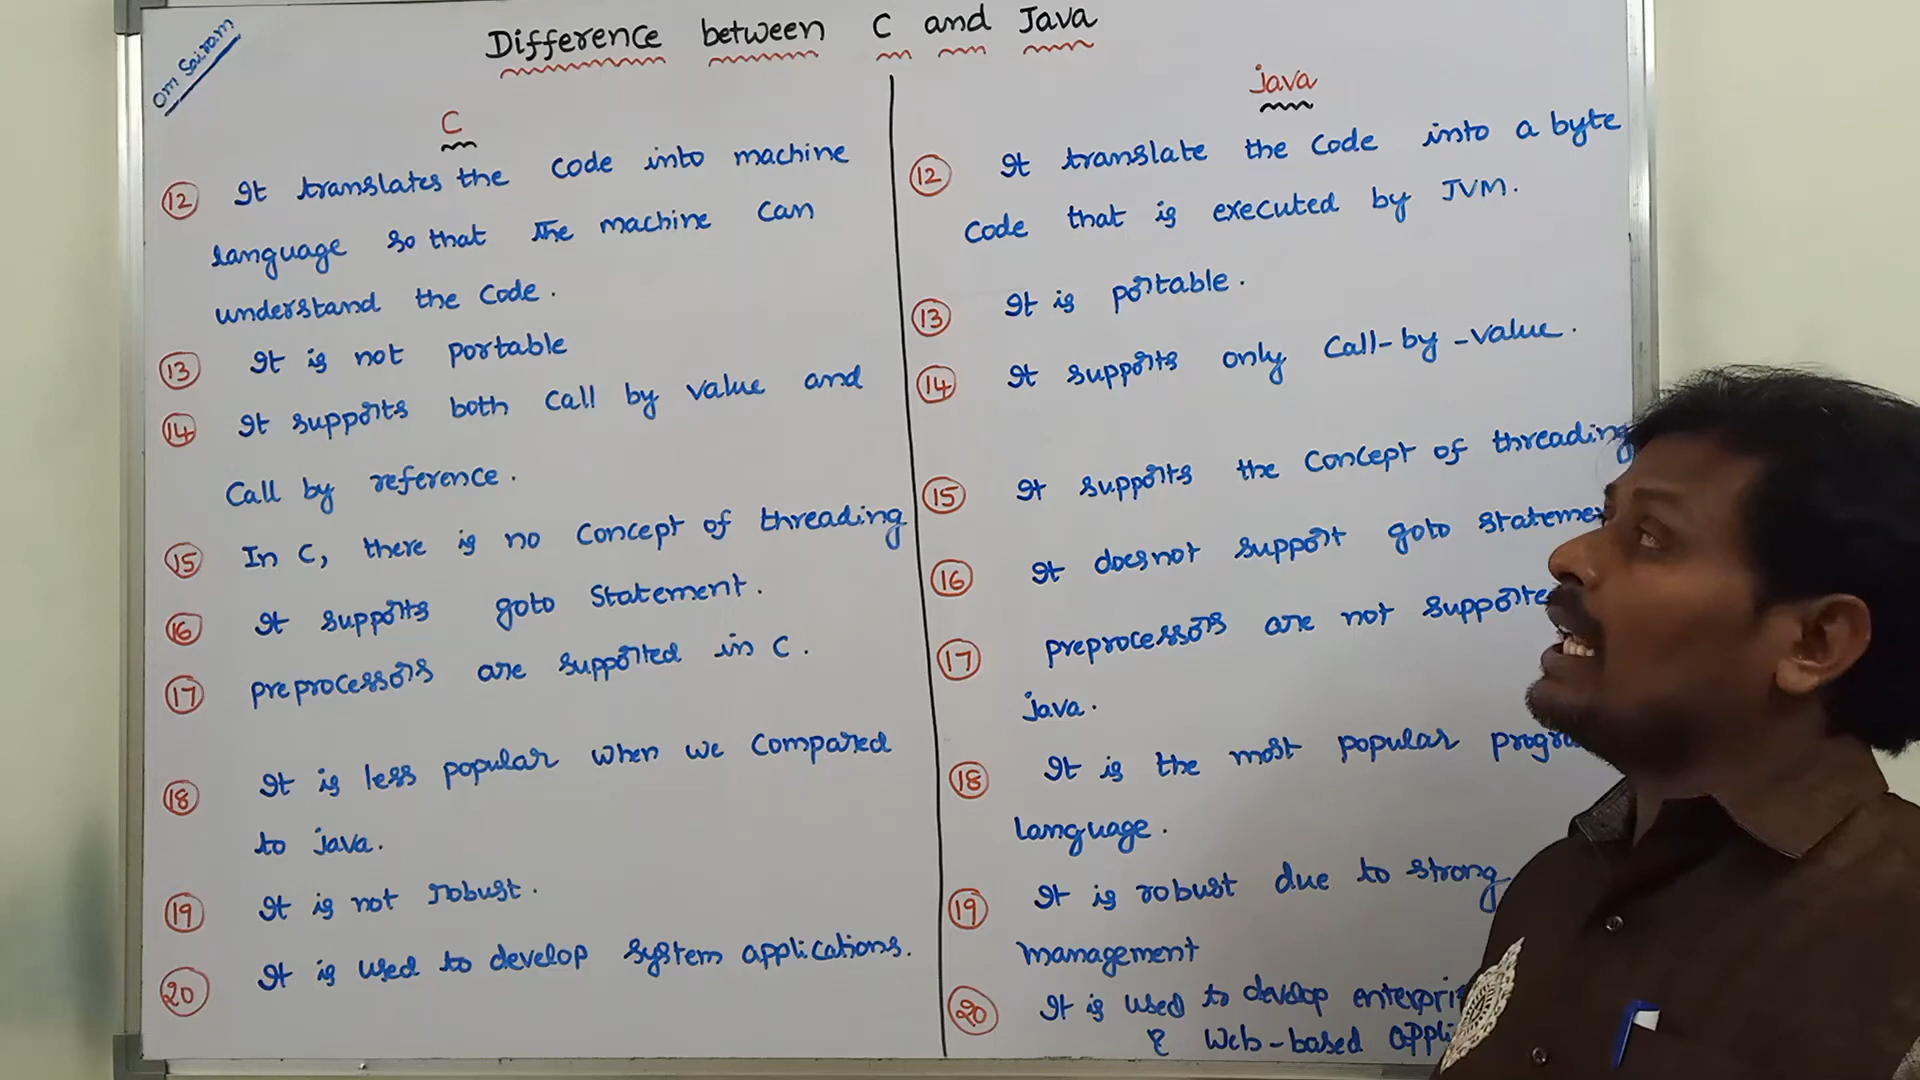 Om Sairam
Difference between C and Java
C
12 It translates the code into machine
language so that the machine can
understand the code.
13 It is not portable
14 It supports both call by value and
call by reference.
15 In C, there is no concept of threading
16 It supports goto statement.
17 preprocessors are supported in C.
18 It is less popular when we compared
to java.
19 It is not robust.
20 It is used to develop system applications.
java
12 It translate the code into a byte
code that is executed by JVM.
13 It is portable.
14 It supports only call-by-value.
15 It supports the concept of threading
16 It doesnot support goto
17 preprocessors are not
java.
18 It is the most popular
language.
19 It is robust due to strong
management
20 It is used to develop
& web-based